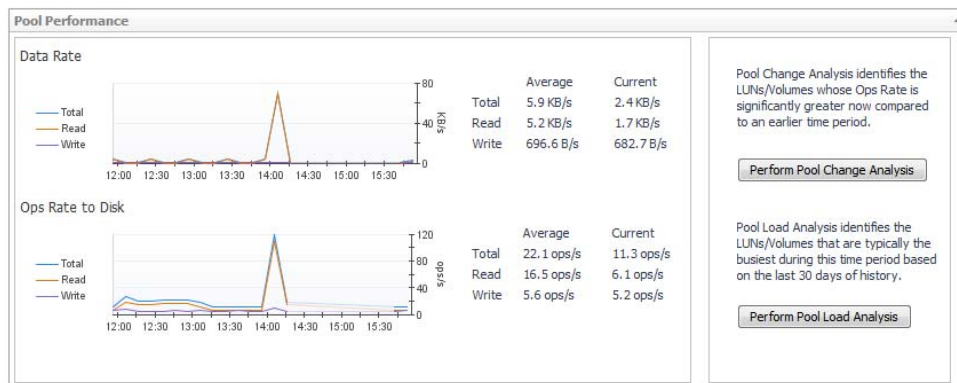 Pool Performance
Data Rate
Total
Read
Write
80
40
0
KB/s
12:00 12:30 13:00 13:30 14:00 14:30 15:00 15:30
Average Current
Total 5.9 KB/s 2.4 KB/s
Read 5.2 KB/s 1.7 KB/s
Write 696.6 B/s 682.7 B/s
Ops Rate to Disk
Total
Read
Write
120
80
40
0
ops/s
12:00 12:30 13:00 13:30 14:00 14:30 15:00 15:30
Average Current
Total 22.1 ops/s 11.3 ops/s
Read 16.5 ops/s 6.1 ops/s
Write 5.6 ops/s 5.2 ops/s
Pool Change Analysis identifies the
LUNs/Volumes whose Ops Rate is
significantly greater now compared
to an earlier time period.
Perform Pool Change Analysis
Pool Load Analysis identifies the
LUNs/Volumes that are typically the
busiest during this time period based
on the last 30 days of history.
Perform Pool Load Analysis